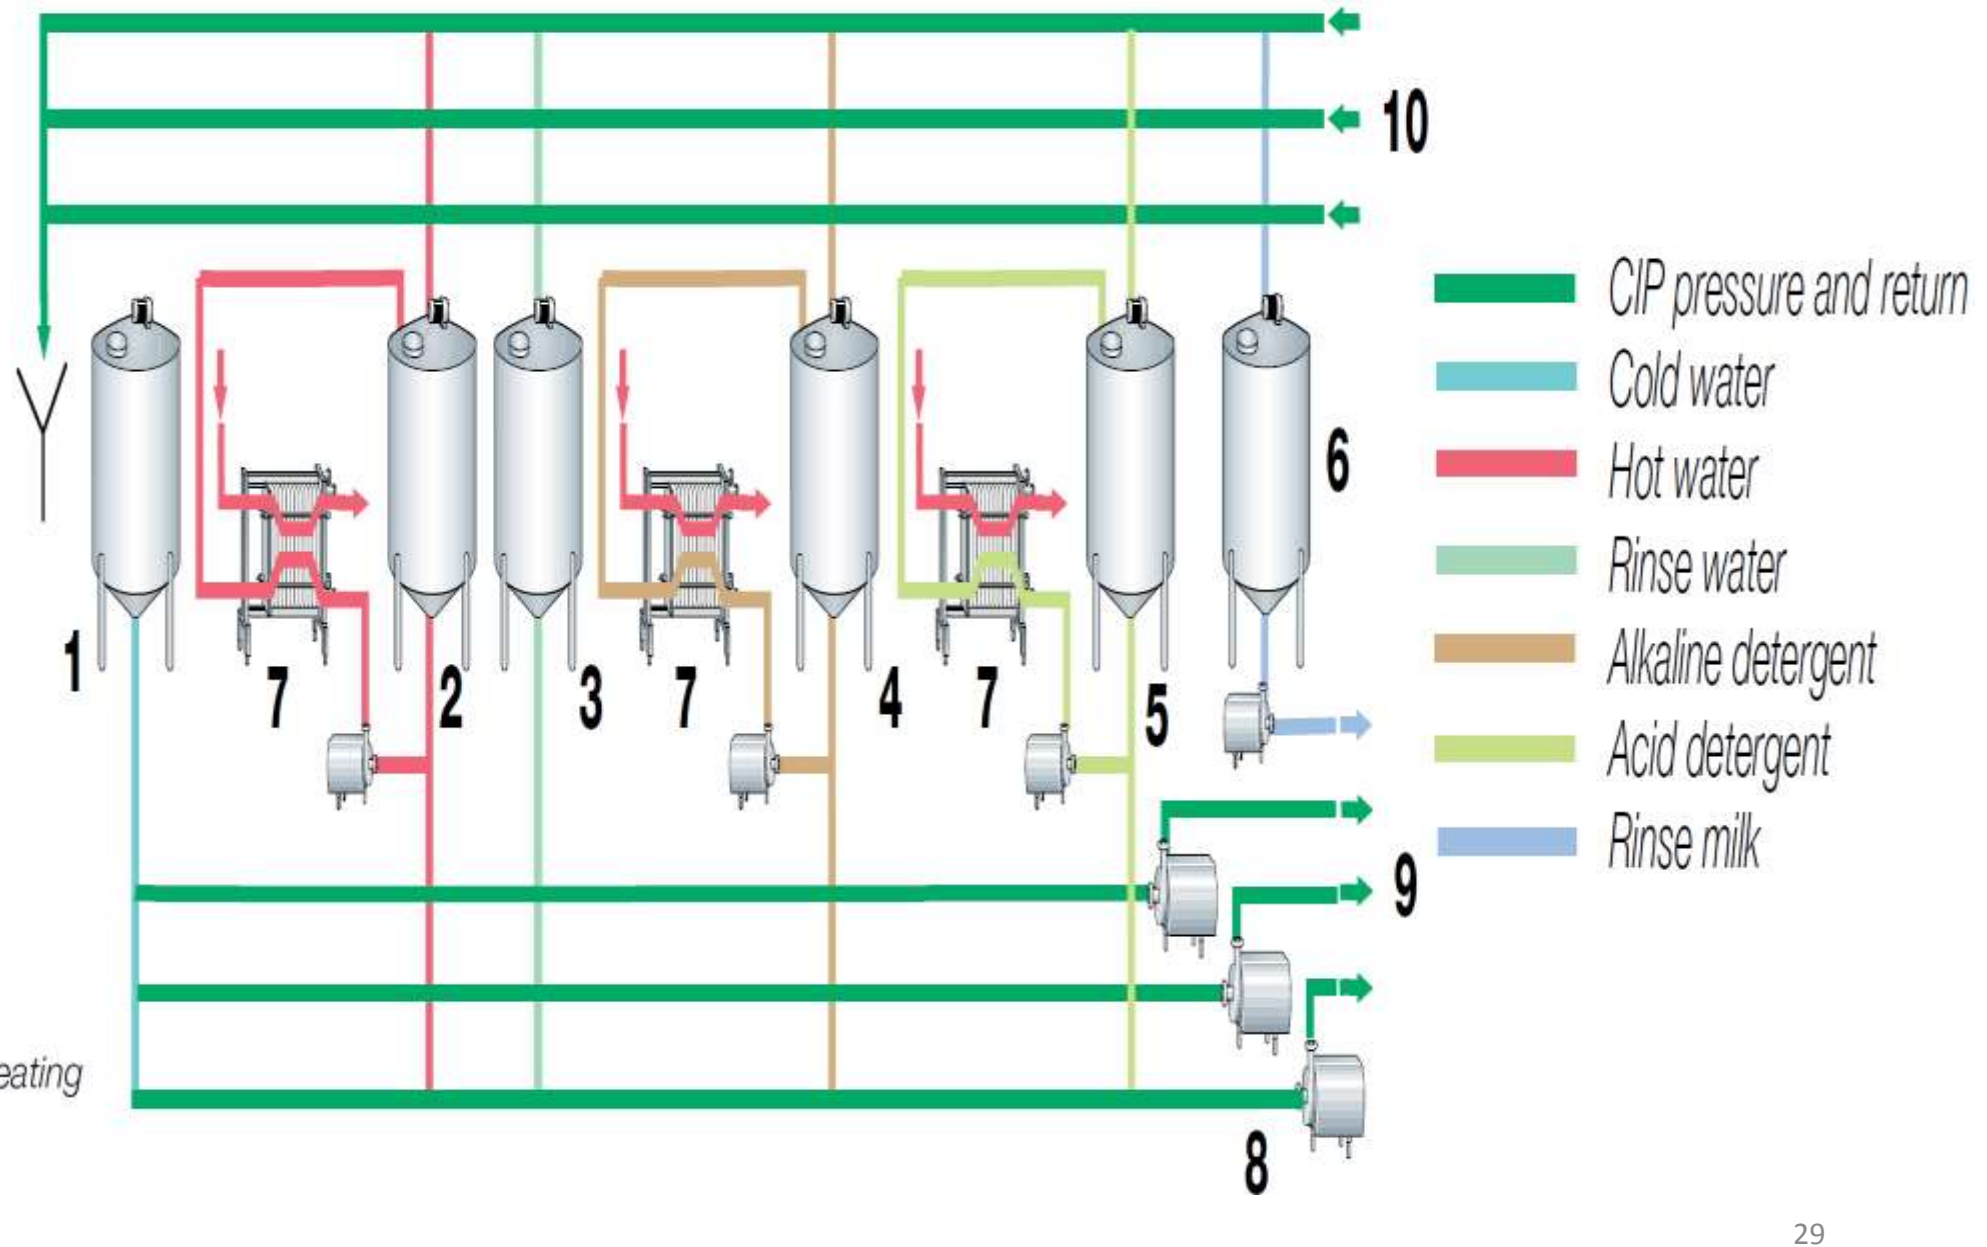 10
CIP pressure and return
Cold water
Hot water
6
Rinse water
1
7
2
3
7
4
7
5
Alkaline detergent
Acid detergent
Rinse milk
9
eating
8
29